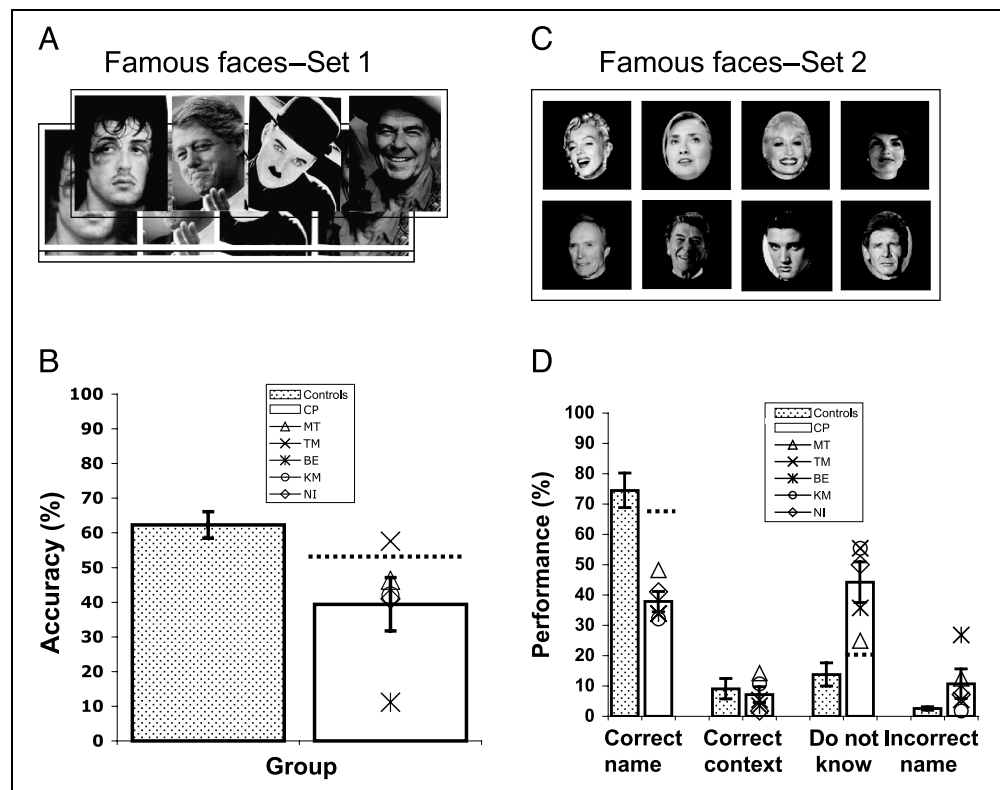 A
Famous faces–Set 1
C
Famous faces–Set 2
B
100
90
80
70
60
50
40
30
20
10
0
Accuracy (%)
Controls
CP
MT
TM
BE
KM
NI
Group
D
100
90
80
70
60
50
40
30
20
10
0
Performance (%)
Controls
CP
MT
TM
BE
KM
NI
Correct name
Correct context
Do not know
Incorrect name